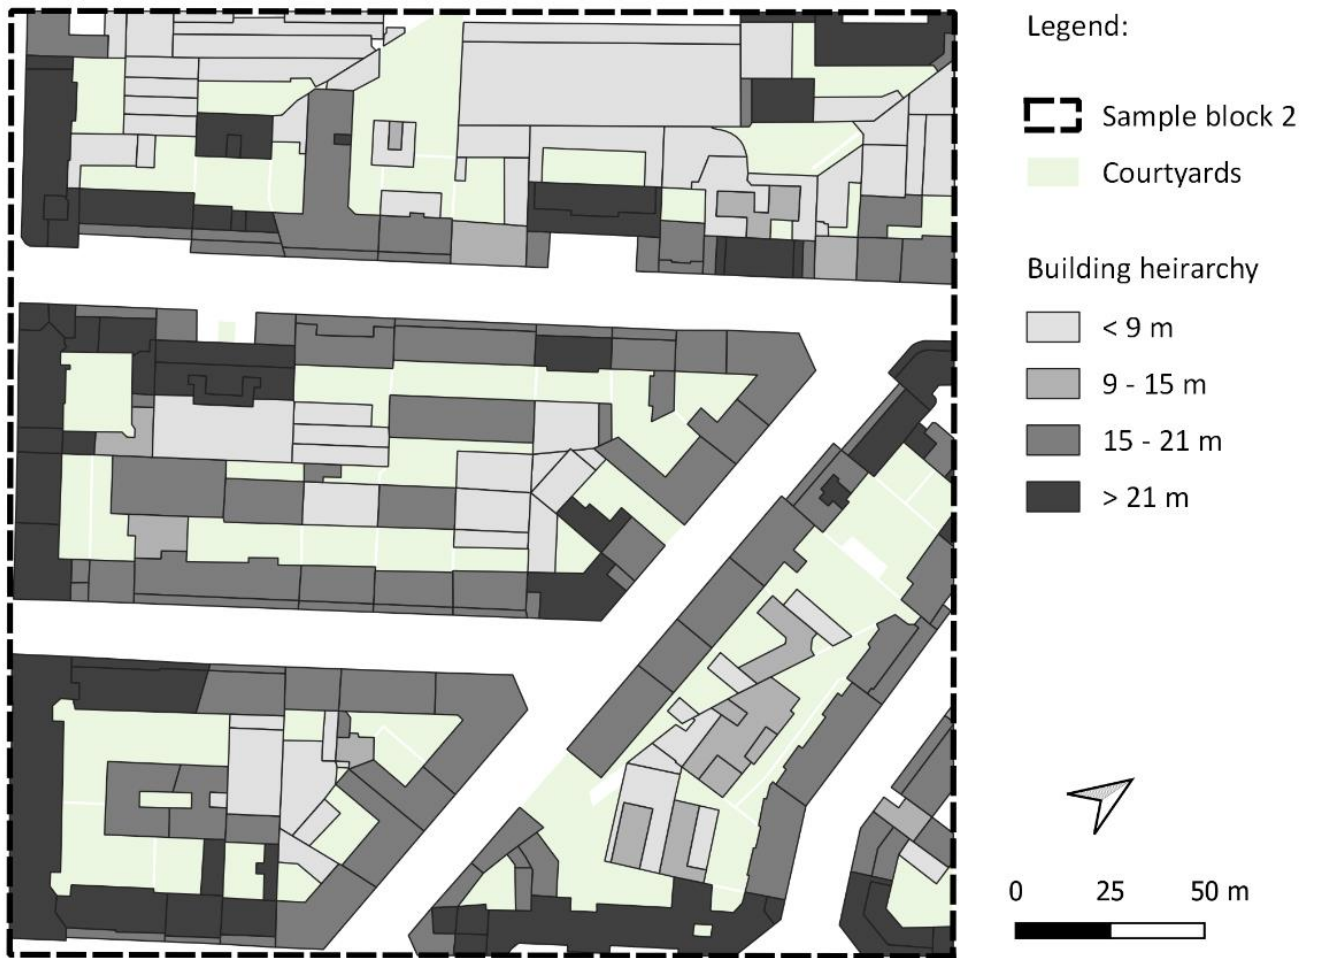 Legend:
Sample block 2
Courtyards
Building heirarchy
< 9 m
9 - 15 m
15 - 21 m
> 21 m
0 25 50 m